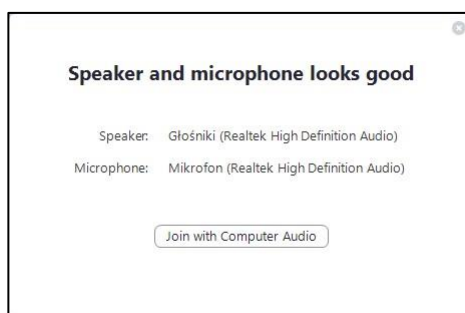 Speaker and microphone looks good
Speaker: Głośniki (Realtek High Definition Audio)
Microphone: Mikrofon (Realtek High Definition Audio)
Join with Computer Audio